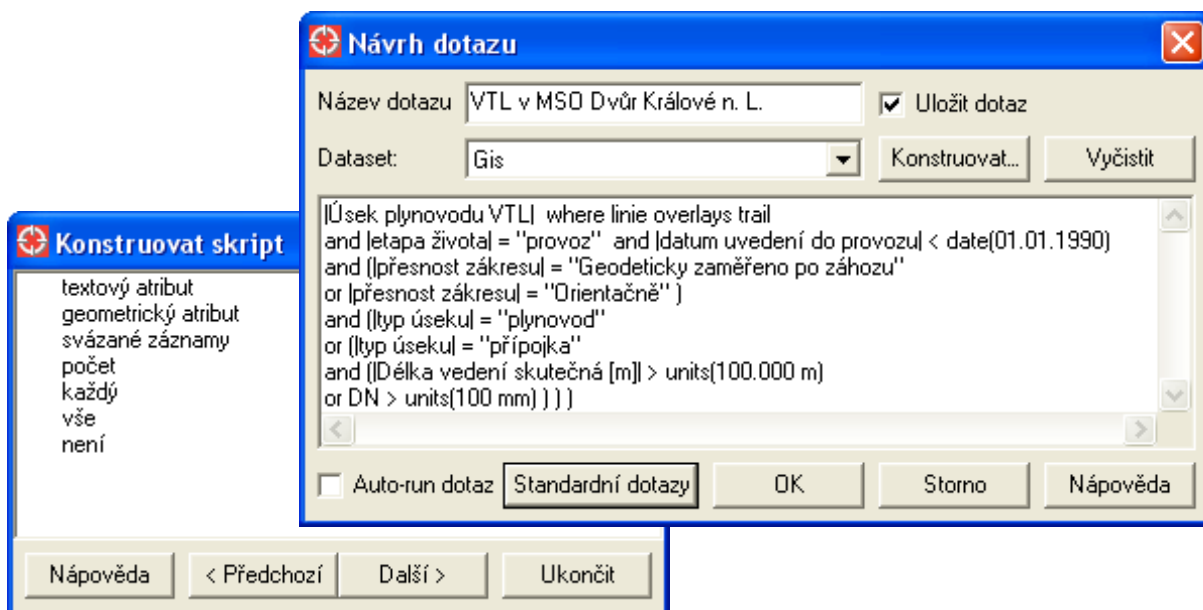 Návrh dotazu
Název dotazu VTL v MSO Dvůr Králové n. L. Uložit dotaz
Dataset: Gis Konstruovat... Vyčistit
|Úsek plynovodu VTL| where linie overlays trail
and |etapa života| = "provoz" and |datum uvedení do provozu| < date(01.01.1990)
and (|přesnost zákresu| = "Geodeticky zaměřeno po záhozu"
or |přesnost zákresu| = "Orientačně" )
and (|typ úseku| = "plynovod"
or (|typ úseku| = "přípojka"
and (|Délka vedení skutečná [m]| > units(100.000 m)
or DN > units(100 mm) ) ) )
Auto-run dotaz Standardní dotazy OK Storno Nápověda
Konstruovat skript
textový atribut
geometrický atribut
svázané záznamy
počet
každý
vše
není
Nápověda < Předchozí Další > Ukončit